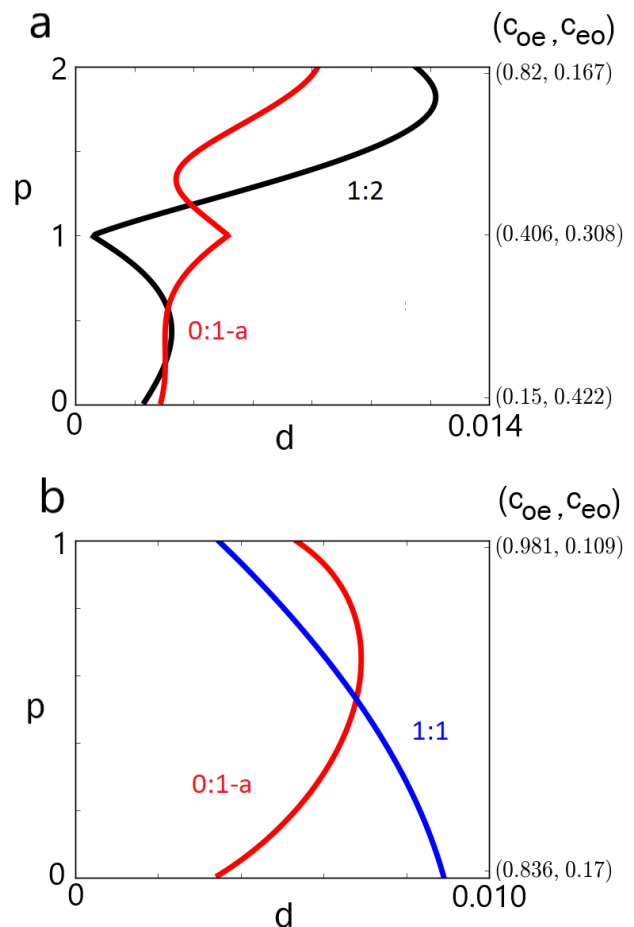 a
(c_oe, c_eo)
2
(0.82, 0.167)
1:2
p
1
(0.406, 0.308)
0:1-a
0
(0.15, 0.422)
0
d
0.014
b
(c_oe, c_eo)
1
(0.981, 0.109)
p
1:1
0:1-a
0
(0.836, 0.17)
0
d
0.010